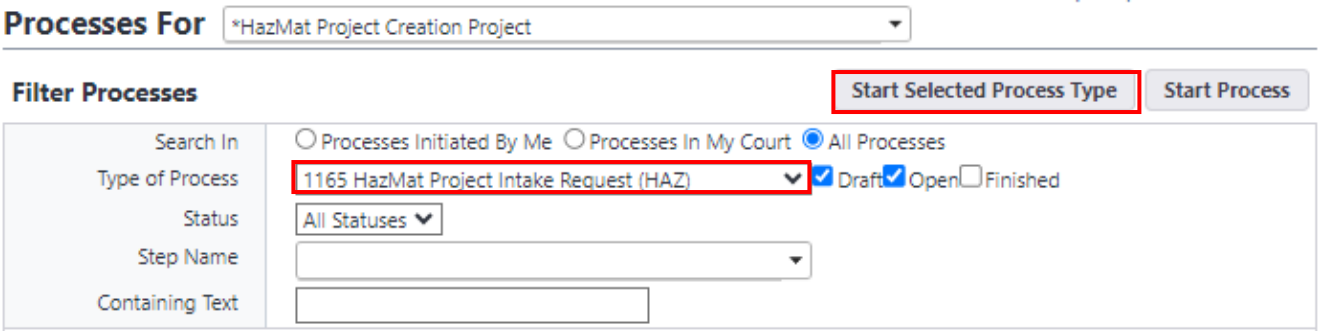 Processes For *HazMat Project Creation Project
Filter Processes Start Selected Process Type Start Process
Search In Processes Initiated By Me Processes In My Court All Processes
Type of Process 1165 HazMat Project Intake Request (HAZ) Draft Open Finished
Status All Statuses
Step Name
Containing Text